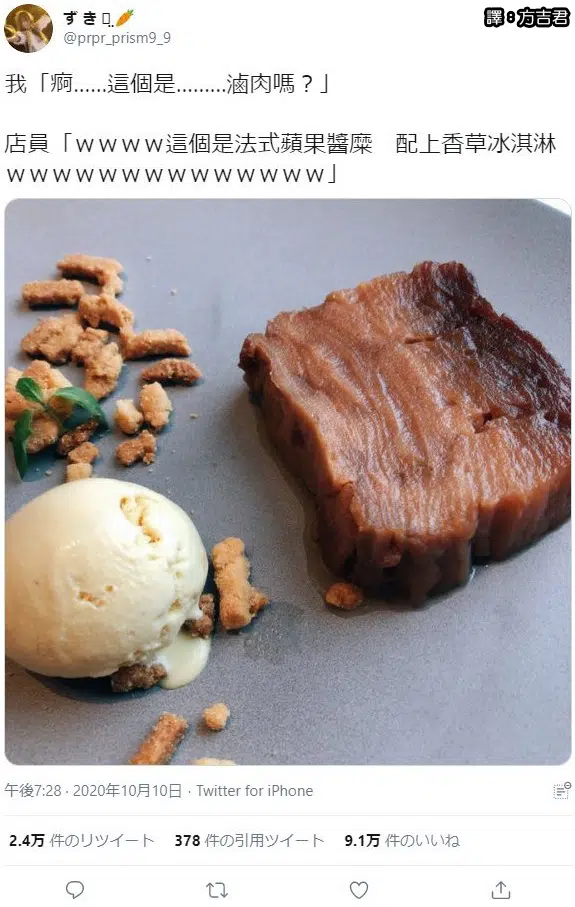 ずき🥕
譯●方吉君
@prpr_prism9_9
我「痾……這個是………滷肉嗎？」
店員「ｗｗｗｗ這個是法式蘋果醬糜　配上香草冰淇淋
ｗｗｗｗｗｗｗｗｗｗｗｗｗｗ」
午後7:28 · 2020年10月10日 · Twitter for iPhone
2.4万 件のリツイート 378 件の引用ツイート 9.1万 件のいいね